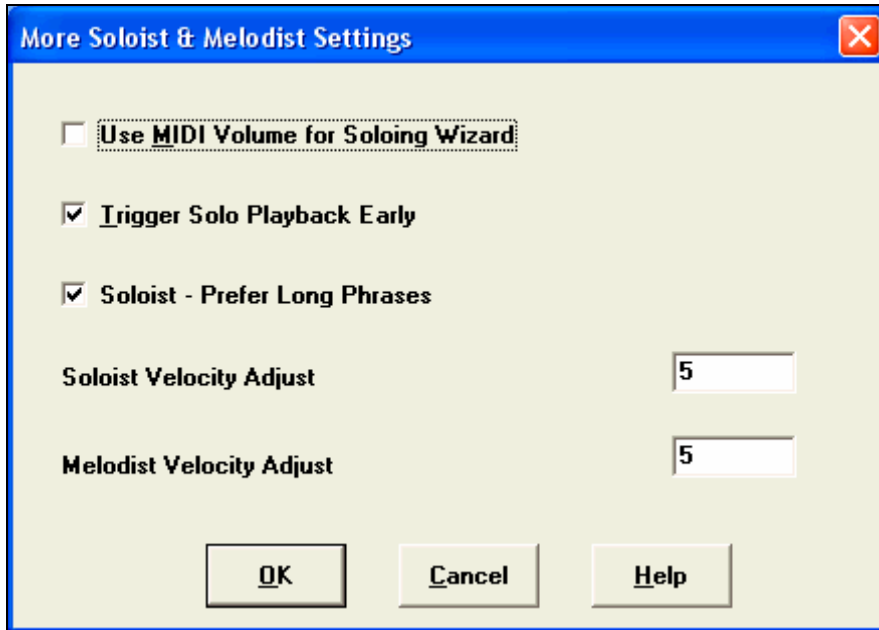 More Soloist & Melodist Settings
Use MIDI Volume for Soloing Wizard
Trigger Solo Playback Early
Soloist - Prefer Long Phrases
Soloist Velocity Adjust 5
Melodist Velocity Adjust 5
OK Cancel Help